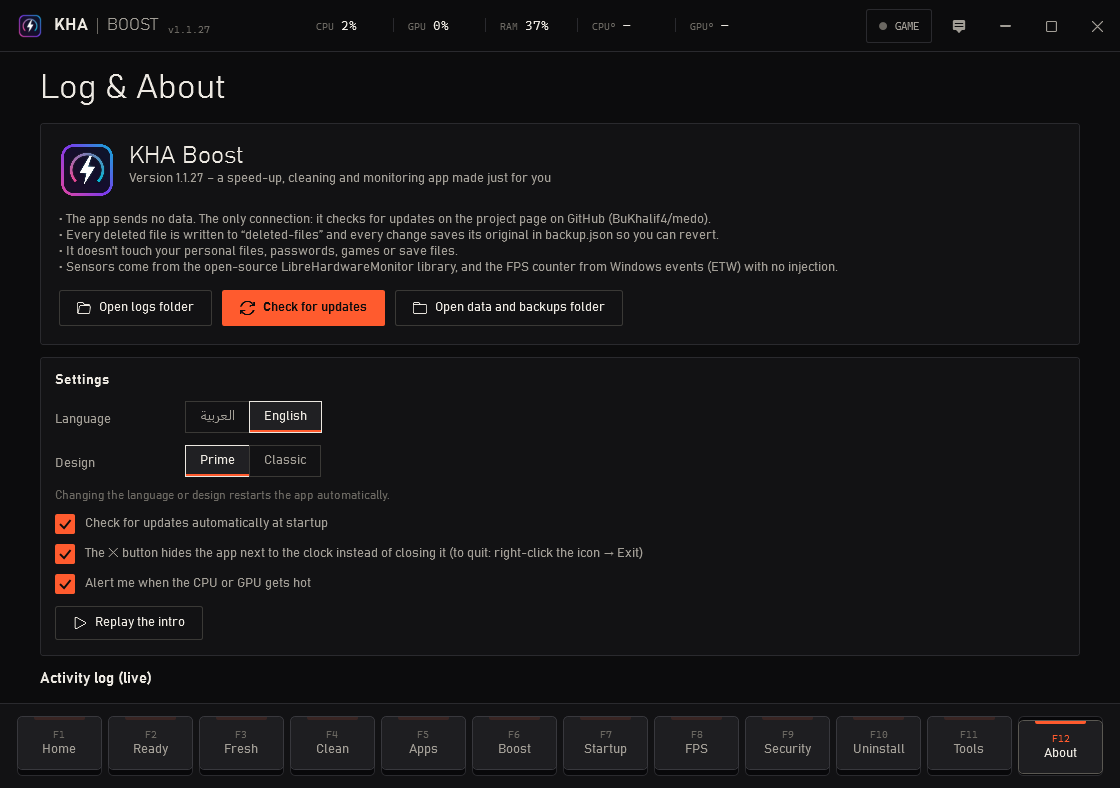 KHA | BOOST v1.1.27
CPU 2% GPU 0% RAM 37% CPU° — GPU° —
GAME
Log & About
KHA Boost
Version 1.1.27 – a speed-up, cleaning and monitoring app made just for you
• The app sends no data. The only connection: it checks for updates on the project page on GitHub (BuKhalif4/medo).
• Every deleted file is written to “deleted-files” and every change saves its original in backup.json so you can revert.
• It doesn't touch your personal files, passwords, games or save files.
• Sensors come from the open-source LibreHardwareMonitor library, and the FPS counter from Windows events (ETW) with no injection.
Open logs folder Check for updates Open data and backups folder
Settings
Language العربية English
Design Prime Classic
Changing the language or design restarts the app automatically.
Check for updates automatically at startup
The ✕ button hides the app next to the clock instead of closing it (to quit: right-click the icon → Exit)
Alert me when the CPU or GPU gets hot
Replay the intro
Activity log (live)
F1 F2 F3 F4 F5 F6 F7 F8 F9 F10 F11 F12
Home Ready Fresh Clean Apps Boost Startup FPS Security Uninstall Tools About